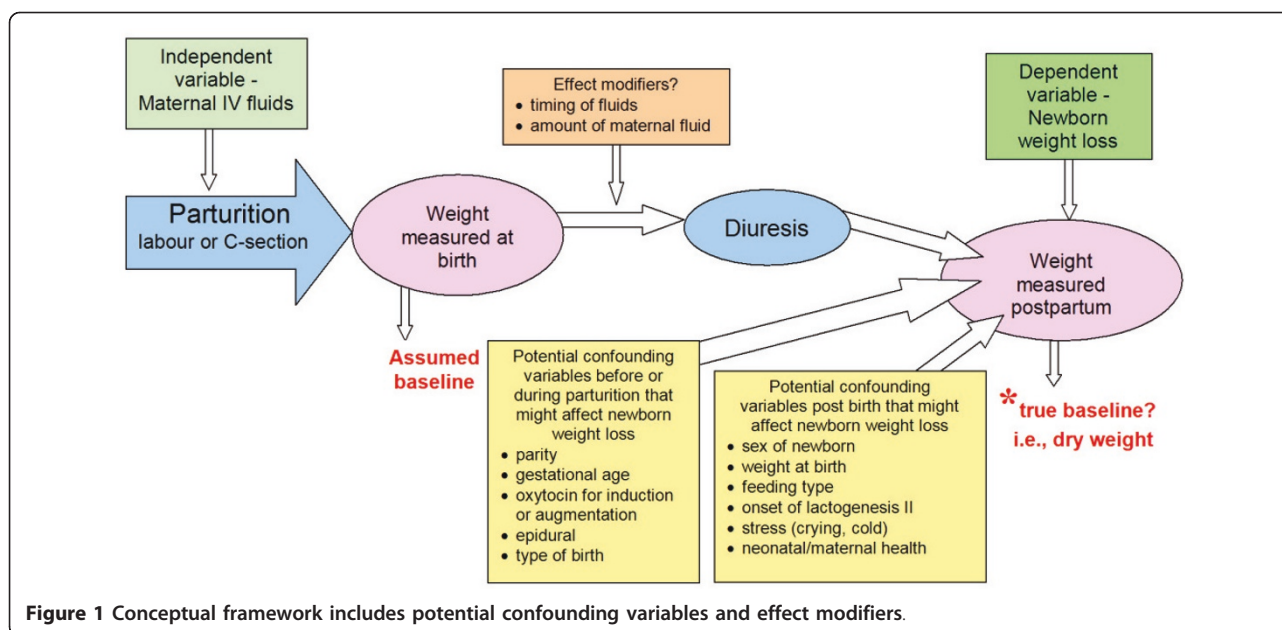 Independent
variable -
Maternal IV fluids
Effect modifiers?
• timing of fluids
• amount of maternal fluid
Dependent
variable -
Newborn
weight loss
Parturition
labour or C-section
Weight
measured at
birth
Diuresis
Weight
measured
postpartum
Assumed
baseline
Potential confounding
variables before or
during parturition that
might affect newborn
weight loss
• parity
• gestational age
• oxytocin for induction
or augmentation
• epidural
• type of birth
Potential confounding
variables post birth that might
affect newborn weight loss
• sex of newborn
• weight at birth
• feeding type
• onset of lactogenesis II
• stress (crying, cold)
• neonatal/maternal health
* true baseline?
i.e., dry weight
Figure 1 Conceptual framework includes potential confounding variables and effect modifiers.